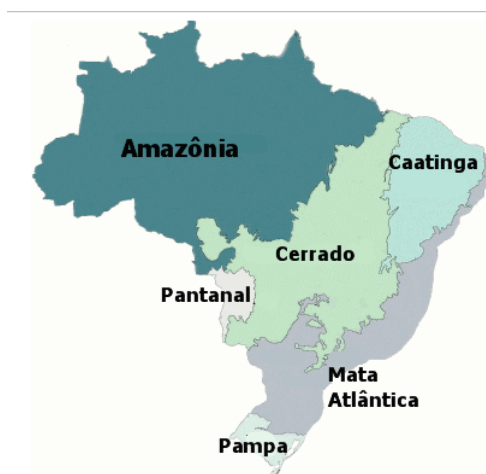 Amazônia
Caatinga
Cerrado
Pantanal
Mata
Atlântica
Pampa